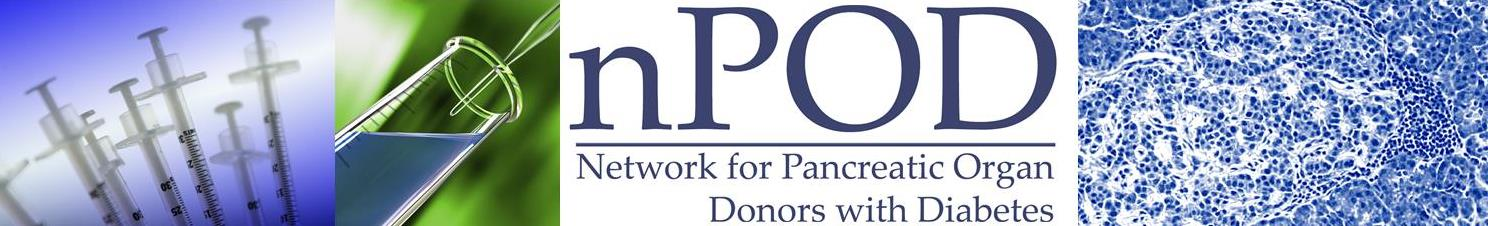 nPOD
Network for Pancreatic Organ
Donors with Diabetes